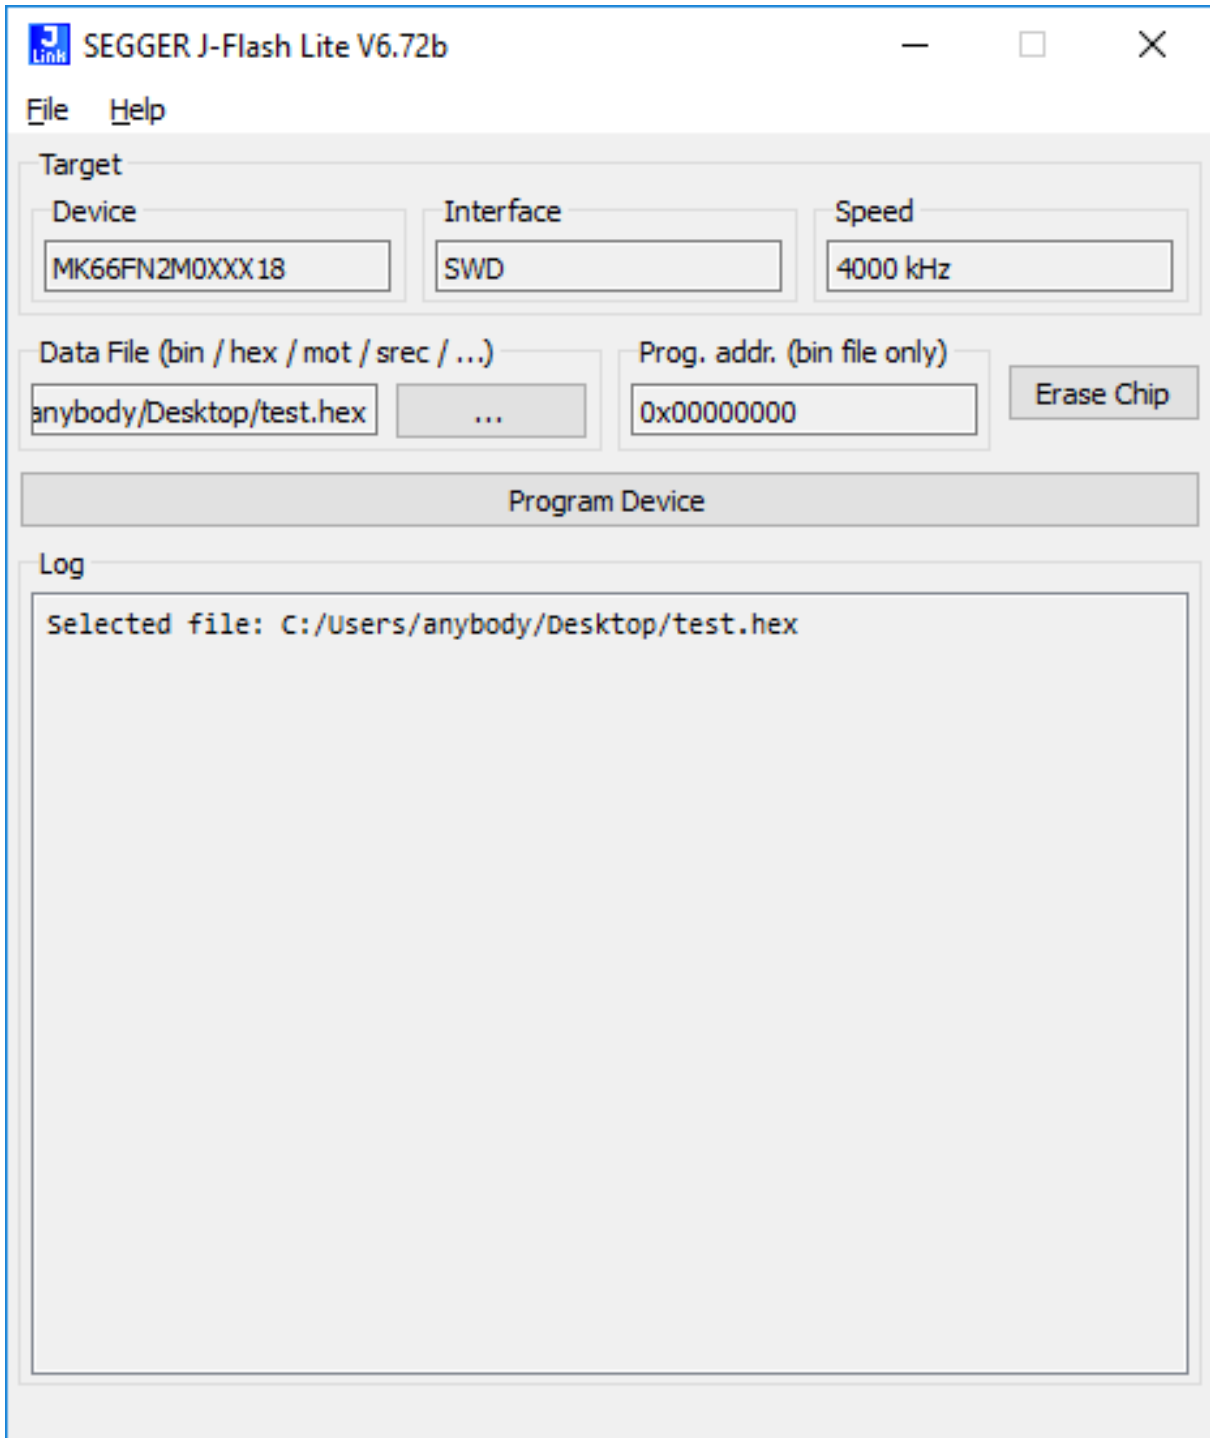 J
Link
SEGGER J-Flash Lite V6.72b
File Help
Target
Device Interface Speed
MK66FN2M0XXX18 SWD 4000 kHz
Data File (bin / hex / mot / srec / ...) Prog. addr. (bin file only)
anybody/Desktop/test.hex ... 0x00000000 Erase Chip
Program Device
Log
Selected file: C:/Users/anybody/Desktop/test.hex